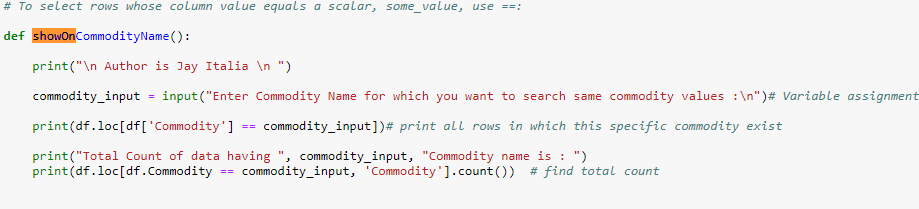 # To select rows whose column value equals a scalar, some_value, use ==:
def showOnCommodityName():
print("\n Author is Jay Italia \n ")
commodity_input = input("Enter Commodity Name for which you want to search same commodity values :\n")# Variable assignment
print(df.loc[df['Commodity'] == commodity_input])# print all rows in which this specific commodity exist
print("Total Count of data having ", commodity_input, "Commodity name is : ")
print(df.loc[df.Commodity == commodity_input, 'Commodity'].count())  # find total count